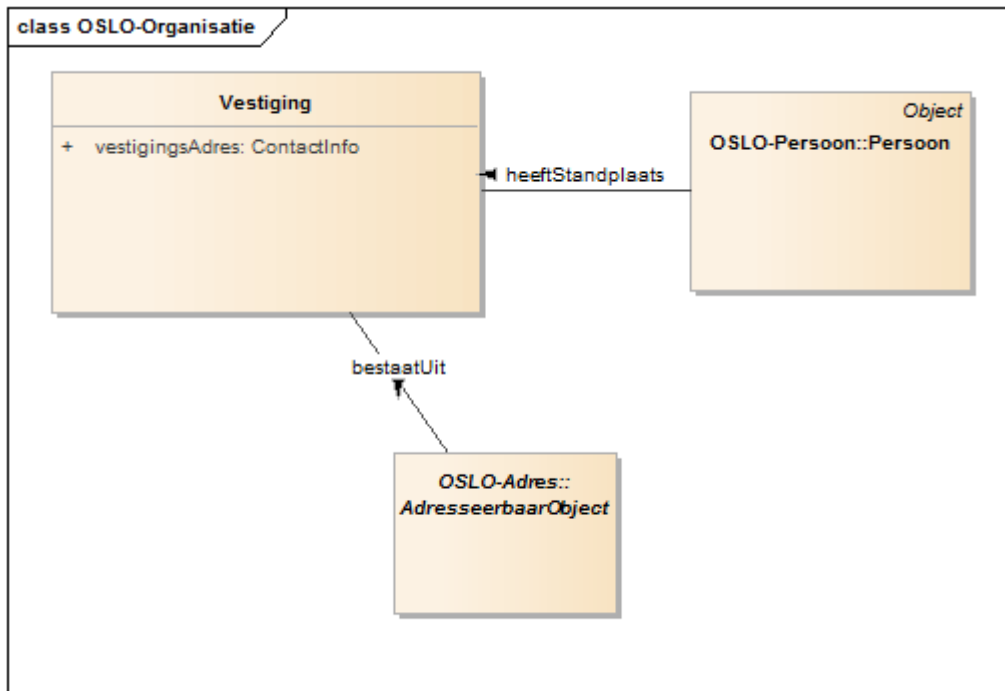 class OSLO-Organisatie
Vestiging
+ vestigingsAdres: ContactInfo
Object
OSLO-Persoon::Persoon
heeftStandplaats
bestaatUit
OSLO-Adres::
AdresseerbaarObject